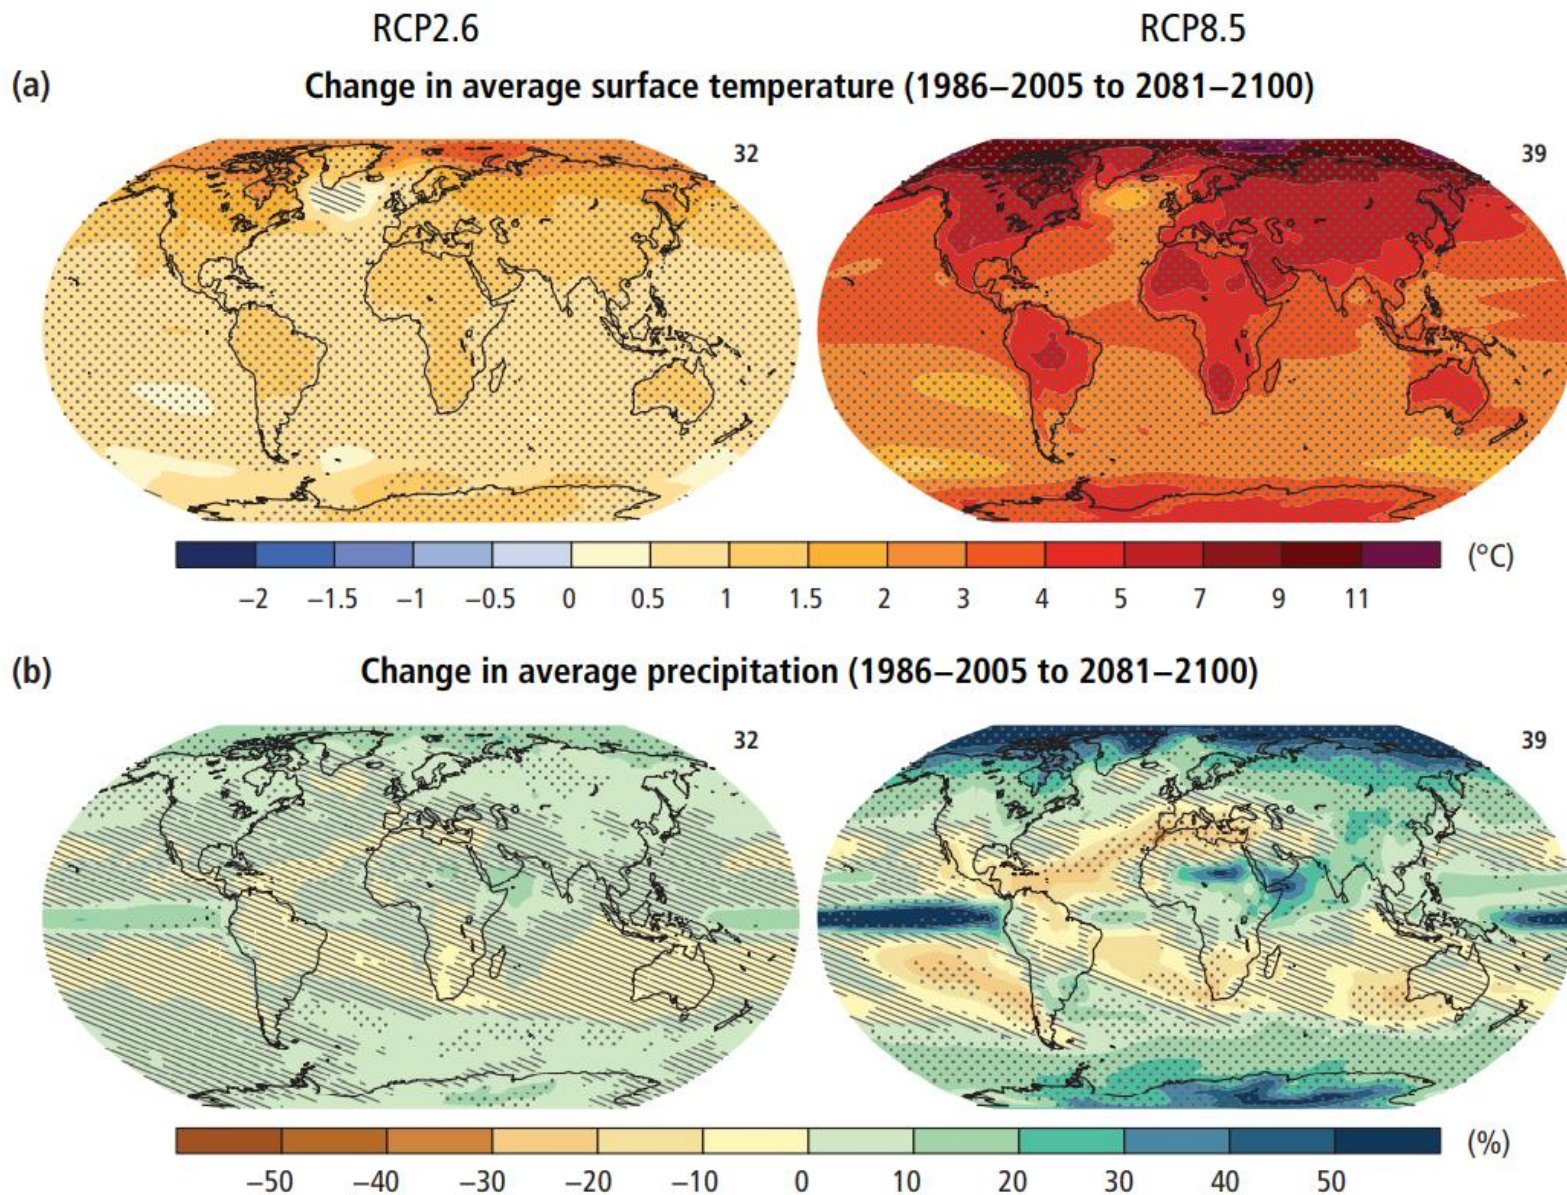 RCP2.6
RCP8.5
(a)
Change in average surface temperature (1986–2005 to 2081–2100)
32
39
(°C)
−2 −1.5 −1 −0.5 0 0.5 1 1.5 2 3 4 5 7 9 11
(b)
Change in average precipitation (1986–2005 to 2081–2100)
32
39
(%)
−50 −40 −30 −20 −10 0 10 20 30 40 50